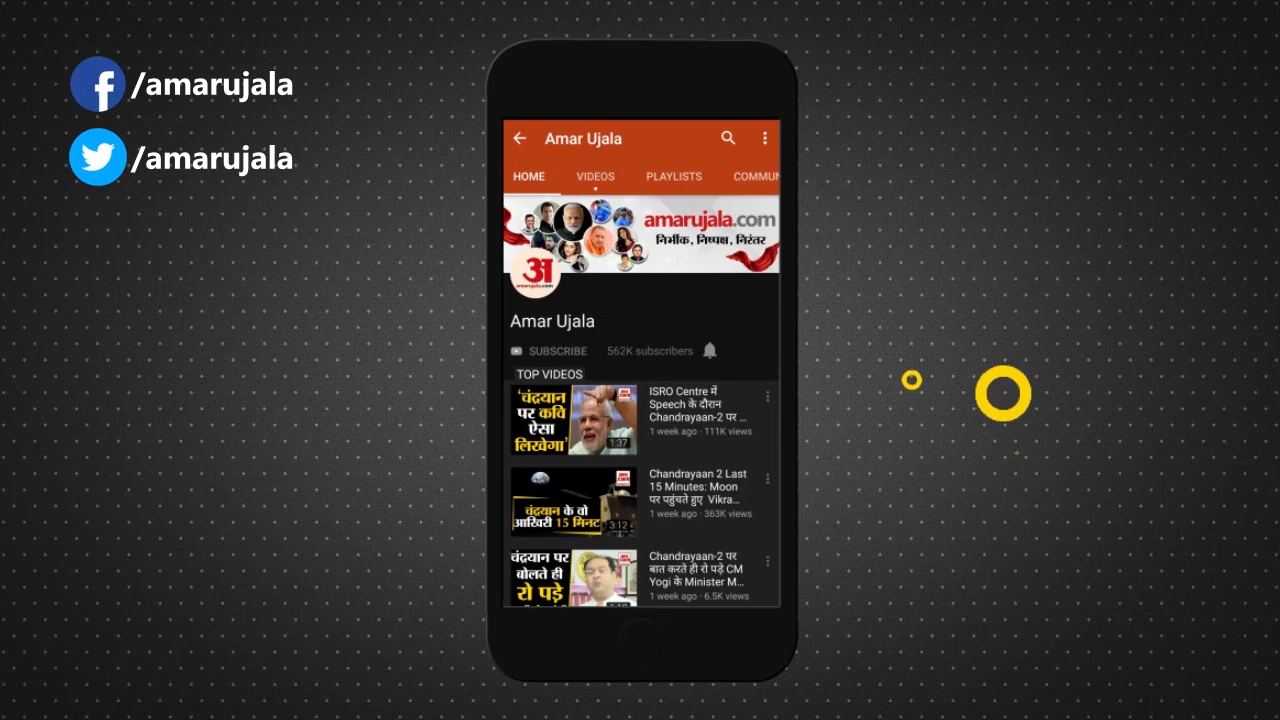 /amarujala
/amarujala
Amar Ujala
HOME VIDEOS PLAYLISTS COMMUN
amarujala.com
निर्भीक, निष्पक्ष, निरंतर
अ
amarujala.com
Amar Ujala
SUBSCRIBE 562K subscribers
TOP VIDEOS
'चंद्रयान
पर कवि
ऐसा
लिखेगा'
1:37
ISRO Centre में
Speech के दौरान
Chandrayaan-2 पर ...
1 week ago · 111K views
चंद्रयान के वो
आखिरी 15 मिनट
3:12
Chandrayaan 2 Last
15 Minutes: Moon
पर पहुंचते हुए Vikra...
1 week ago · 363K views
चंद्रयान पर
बोलते ही
रो पड़े
Chandrayaan-2 पर
बात करते ही रो पड़े CM
Yogi के Minister M...
1 week ago · 6.5K views